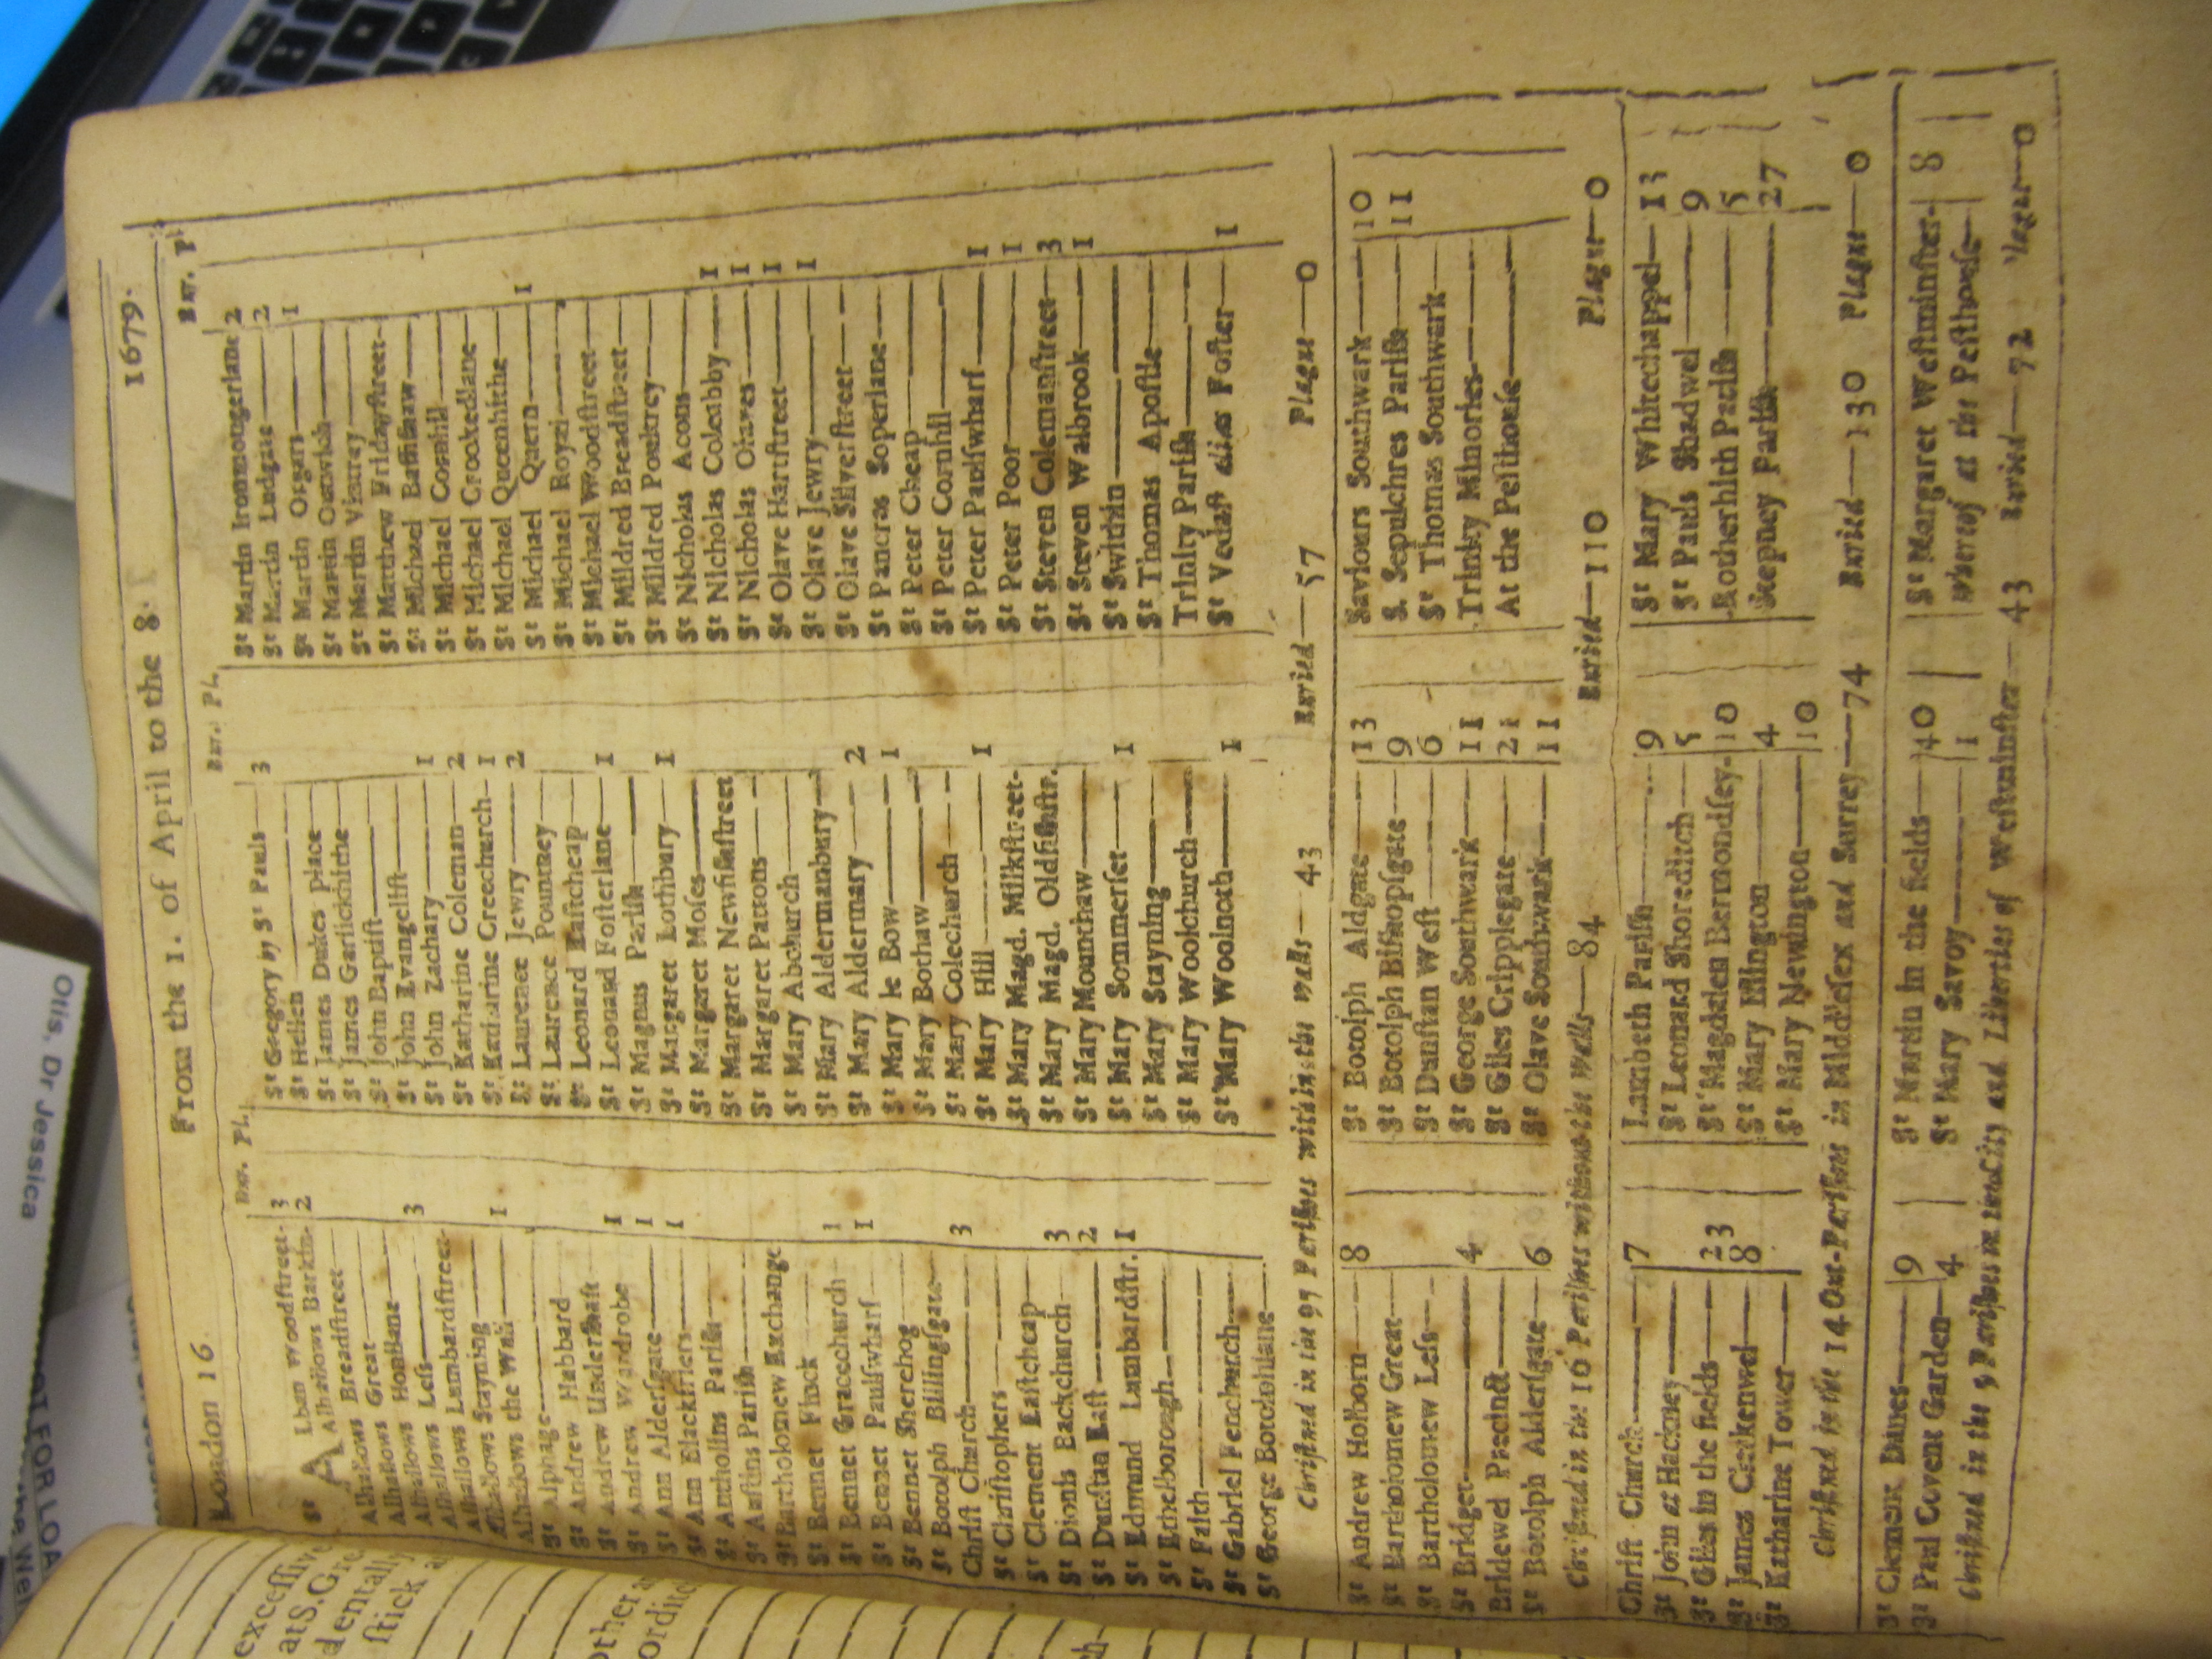 London 16
From the 1. of April to the 8.
1679.
Bur. Pl.
St ALban Woodstreet- 3
Alhallows Barkin- 2
Alhallows Breadstreet
Alhallows Great
Alhallows Honilane
Alhallows Less 3
Alhallows Lumbardstreet-
Alhallows Stayning
Alhallows the Wall 1
St Alphage
St Andrew Hubbard
St Andrew Undershaft
St Andrew Wardrobe 1
St Ann Aldersgate 1
St Ann Blackfriers 1
St Antholins Parish
St Austins Parish
St Bartholomew Exchange
St Bennet Finck
St Bennet Gracechurch 1
St Bennet Paulswharf 1
St Bennet Sherehog
St Botolph Billingsgate
Christ Church 3
St Christophers
St Clement Eastcheap
St Dionis Backchurch 3
St Dunstan East 2
St Edmund Lumbardstr. 1
St Ethelborough
St Faith
St Gabriel Fenchurch
St George Botolphlane
Bur. Pl.
St Gregory by St Pauls 3
St Hellen
St James Dukes place
St James Garlickhithe
St John Baptist
St John Evangelist
St John Zachary 1
St Katharine Coleman 2
St Katharine Creechurch 1
St Laurence Jewry 2
St Laurence Pountney
St Leonard Eastcheap
St Leonard Fosterlane 1
St Magnus Parish
St Margaret Lothbury 1
St Margaret Moses
St Margaret Newfishstreet
St Margaret Pattons
St Mary Abchurch
St Mary Aldermanbury
St Mary Aldermary 2
St Mary le Bow 1
St Mary Bothaw
St Mary Colechurch
St Mary Hill 1
St Mary Magd. Milkstreet-
St Mary Magd. Oldfishstr.
St Mary Mounthaw
St Mary Sommerset 1
St Mary Stayning
St Mary Woolchurch
St Mary Woolnoth 1
Bur. Pl
St Martin Ironmongerlane 2
St Martin Ludgate 2
St Martin Orgars 1
St Martin Outwich
St Martin Vintrey
St Matthew Fridaystreet-
St Michael Bassishaw
St Michael Cornhill
St Michael Crookedlane
St Michael Queenhithe
St Michael Quern 1
St Michael Royal
St Michael Woodstreet
St Mildred Breadstreet
St Mildred Poultrey
St Nicholas Acons
St Nicholas Coleabby 1
St Nicholas Olaves 1
St Olave Hartstreet 1
St Olave Jewry 1
St Olave Silverstreet
St Pancras Soperlane
St Peter Cheap
St Peter Cornhil
St Peter Paulswharf 1
St Peter Poor 1
St Steven Colemanstreet 3
St Steven Walbrook 1
St Swithin
St Thomas Apostle
Trinity Parish
St Vedast alias Foster 1
Christned in the 97 Parishes within the walls— 43 Buried— 57 Plague—0
St Andrew Holborn 8
St Bartholomew Great
St Bartholomew Less
St Bridget 4
Bridewel Precinct
St Botolph Aldersgate 6
St Botolph Aldgate 13
St Botolph Bishopsgate 9
St Dunstan West 6
St George Southwark 11
St Giles Cripplegate 21
St Olave Southwark 11
Saviours Southwark 10
S. Sepulchres Parish 11
St Thomas Southwark
Trinity Minories
At the Pesthouse
Christned in the 16 Parishes without the Walls—84 Buried—110 Plague—0
Christ Church 7
St John at Hackney
St Giles in the fields 23
St James Clerkenwel 8
St Katharine Tower
Lambeth Parish 9
St Leonard Shoreditch 5
St Magdalen Bermondsey- 10
St Mary Islington 4
St Mary Newington 10
St Mary Whitechappel 13
St Pauls Shadwel 9
Rotherhith Parish 5
Stepney Parish 27
Christned in the 14 Out-Parishes in Middlesex and Surrey—74 Buried—130 Plague—0
St Clement Danes 9
St Paul Covent Garden 4
St Martin in the fields 40
St Mary Savoy 1
St Margaret Westminster- 8
whereof at the Pesthouse
Christned in the 5 Parishes in the City and Liberties of Westminster— 43 Buried—72 Plague—0
excessive
at S. Gre
dentally
stick a
other a
ordid
Otis, Dr Jessica
OT FOR LOA